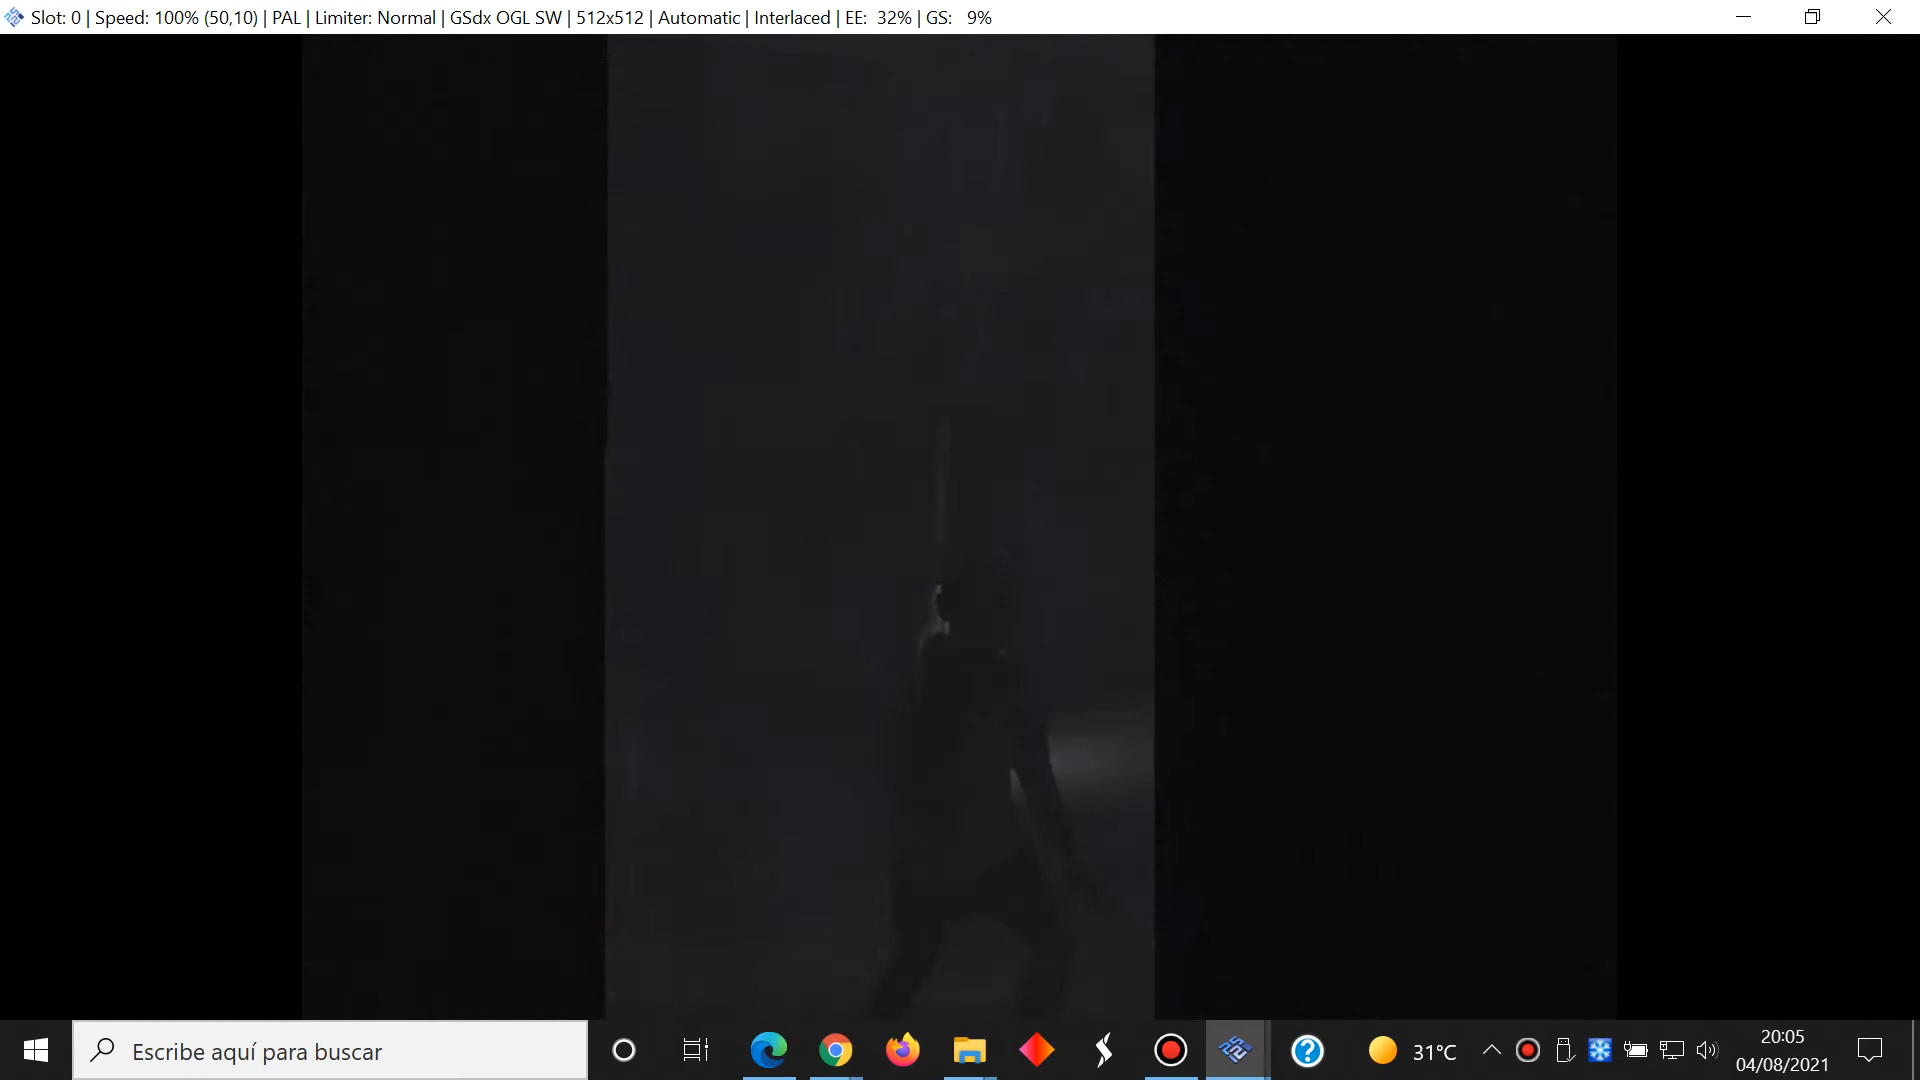 Slot: 0 | Speed: 100% (50,10) | PAL | Limiter: Normal | GSdx OGL SW | 512x512 | Automatic | Interlaced | EE:  32% | GS:   9%
Escribe aquí para buscar
31°C
20:05
04/08/2021